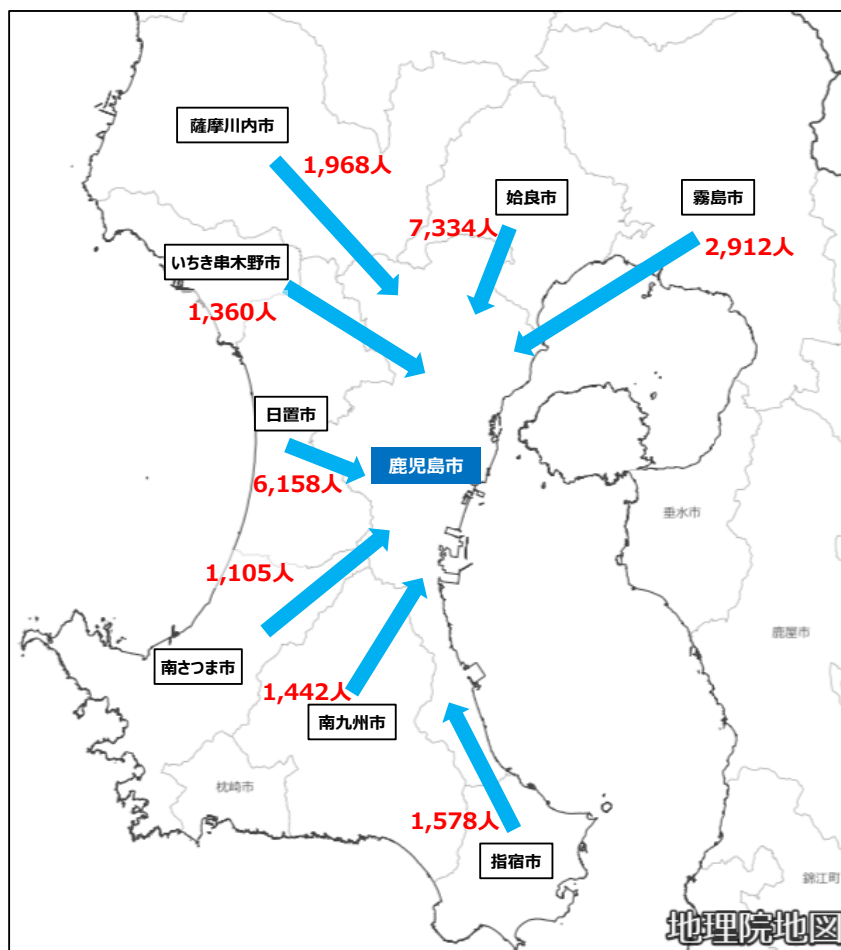 薩摩川内市
1,968人
姶良市
7,334人
霧島市
2,912人
いちき串木野市
1,360人
日置市
6,158人
鹿児島市
垂水市
1,105人
鹿屋市
南さつま市
1,442人
南九州市
枕崎市
1,578人
指宿市
錦江町
地理院地図